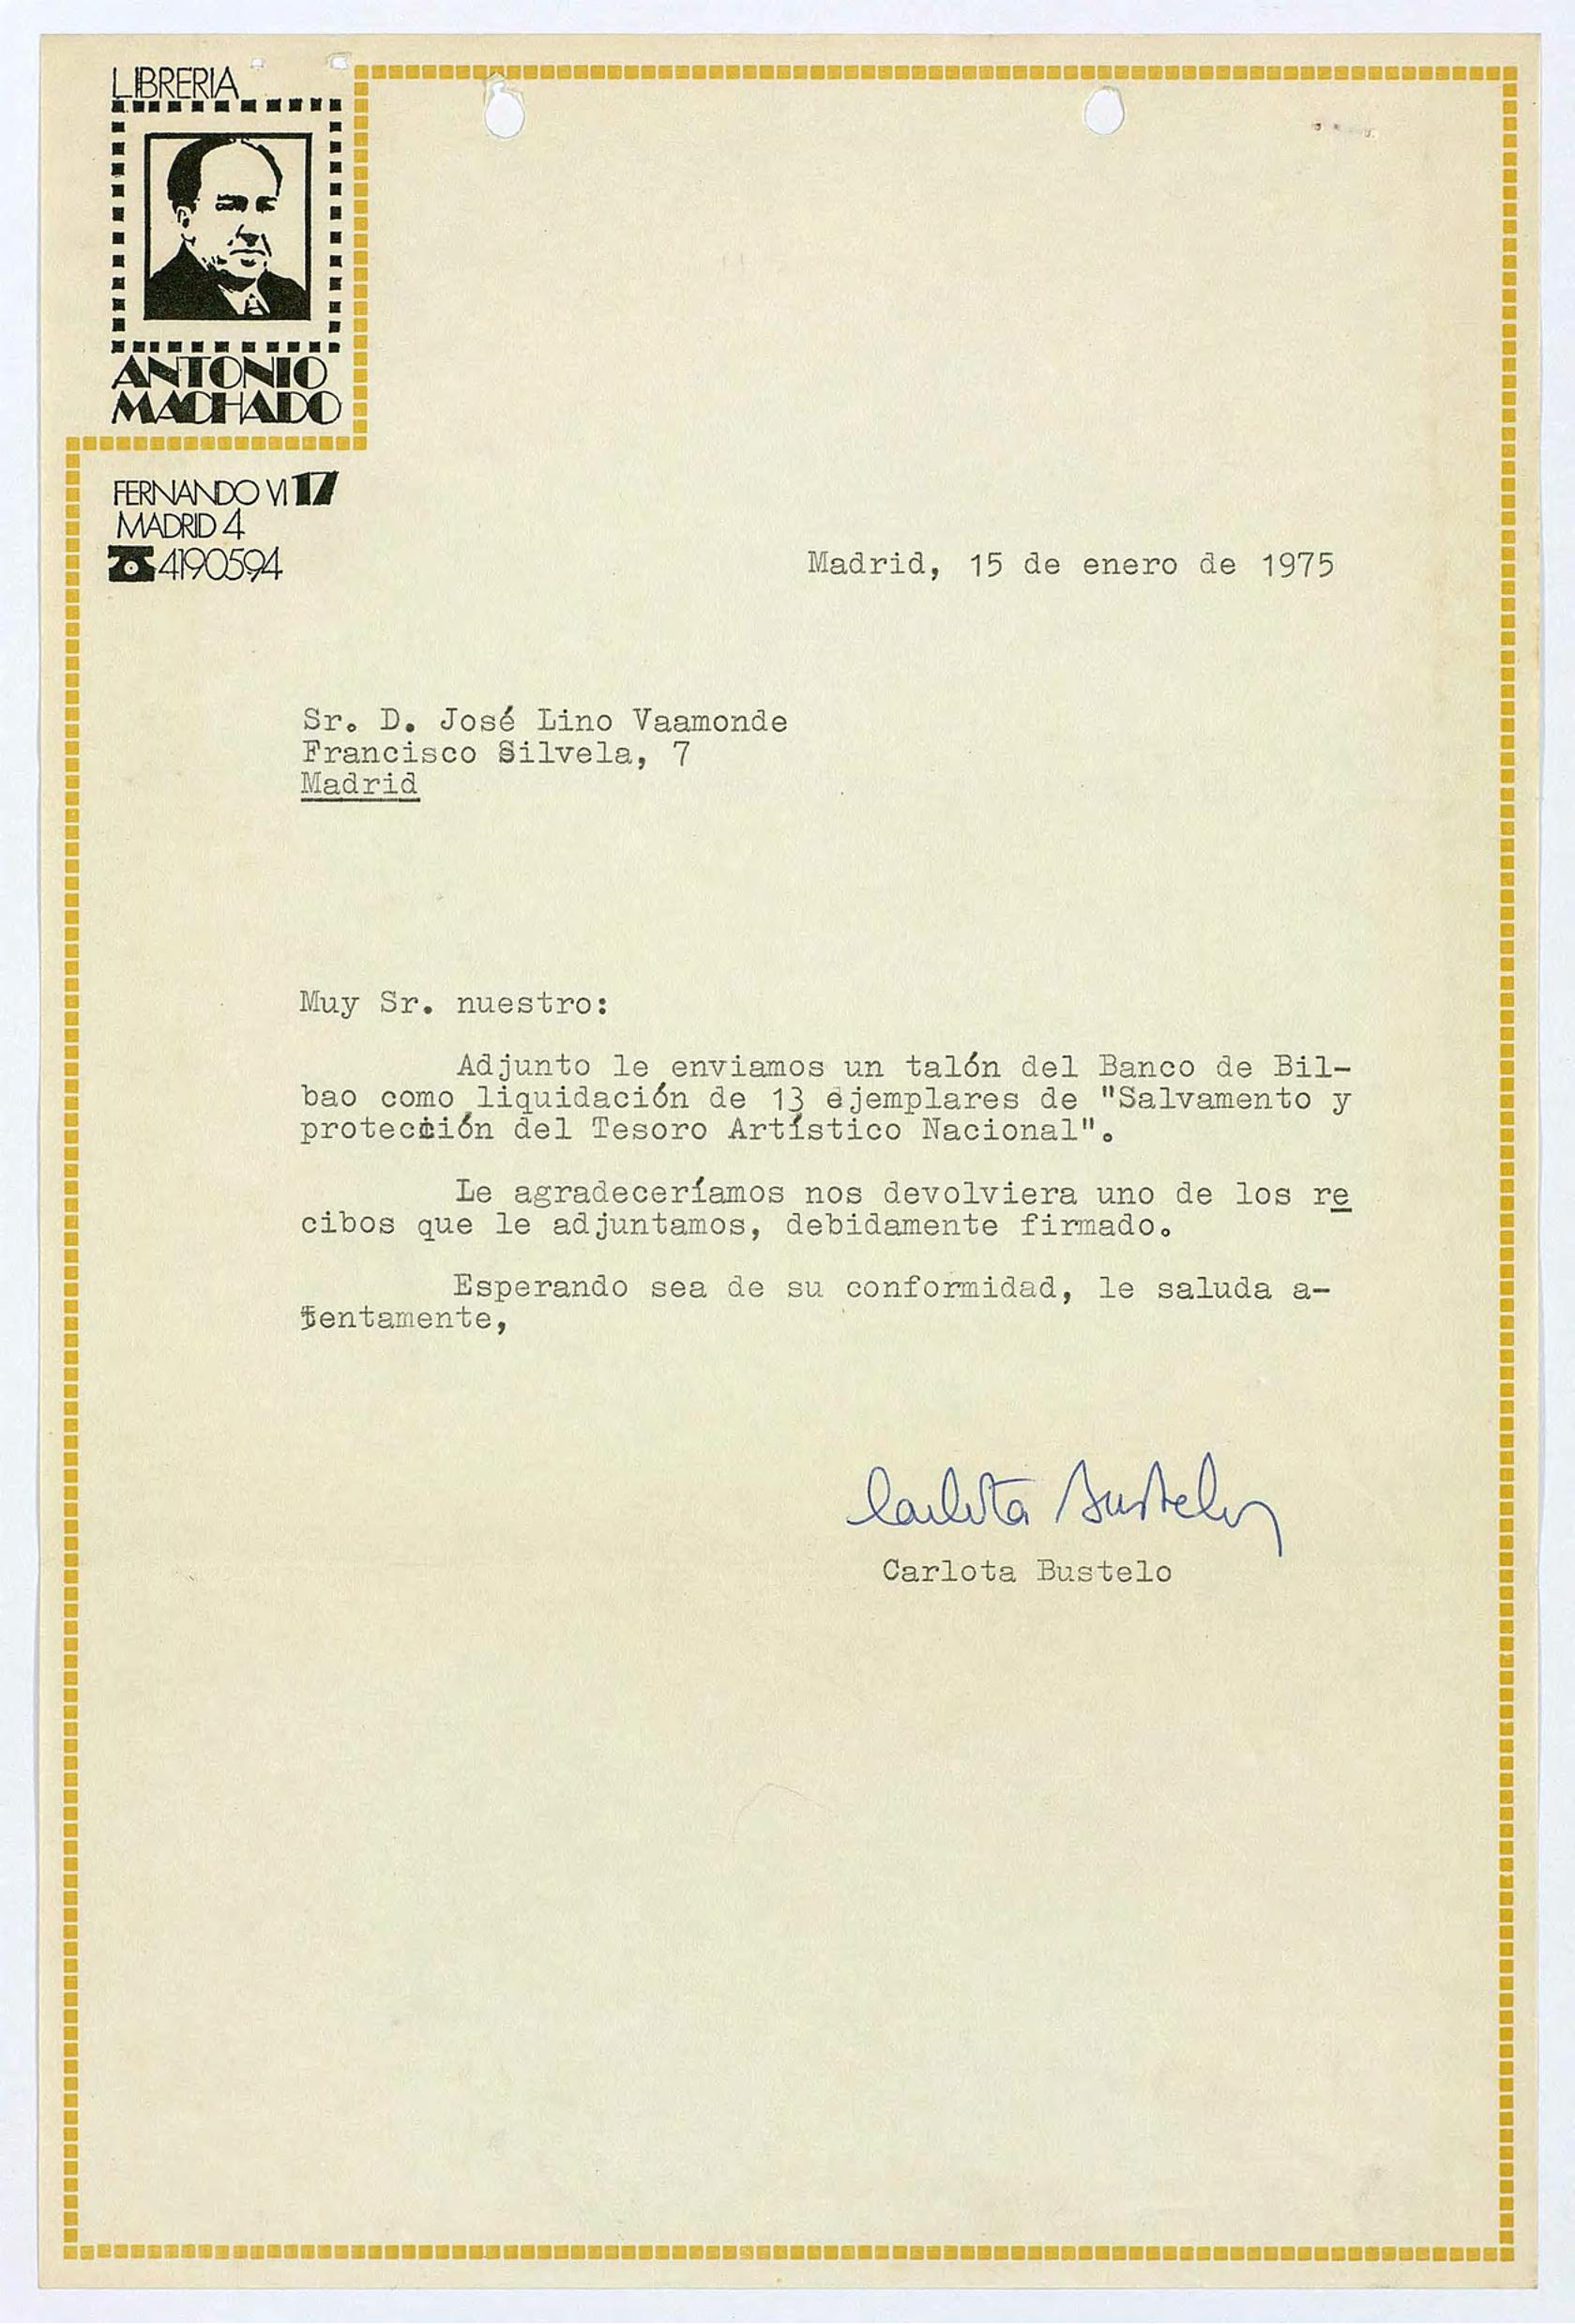 LIBRERIA
ANTONIO
MACHADO
FERNANDO VI 17
MADRID 4
4190594
Madrid, 15 de enero de 1975
Sr. D. José Lino Vaamonde
Francisco Silvela, 7
Madrid
Muy Sr. nuestro:
Adjunto le enviamos un talón del Banco de Bil-
bao como liquidación de 13 ejemplares de "Salvamento y
protección del Tesoro Artístico Nacional".
Le agradeceríamos nos devolviera uno de los re
cibos que le adjuntamos, debidamente firmado.
Esperando sea de su conformidad, le saluda a-
tentamente,
Carlota Bustelo
Carlota Bustelo